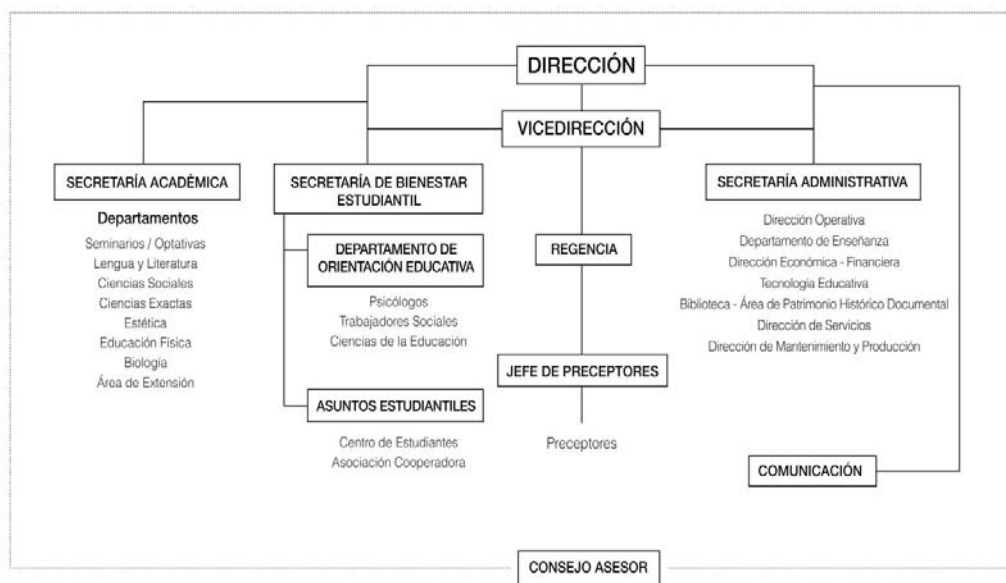 DIRECCIÓN
VICEDIRECCIÓN
SECRETARÍA ACADÉMICA
Departamentos
Seminarios / Optativas
Lengua y Literatura
Ciencias Sociales
Ciencias Exactas
Estética
Educación Física
Biología
Área de Extensión
SECRETARÍA DE BIENESTAR
ESTUDIANTIL
DEPARTAMENTO DE
ORIENTACIÓN EDUCATIVA
Psicólogos
Trabajadores Sociales
Ciencias de la Educación
ASUNTOS ESTUDIANTILES
Centro de Estudiantes
Asociación Cooperadora
REGENCIA
JEFE DE PRECEPTORES
Preceptores
SECRETARÍA ADMINISTRATIVA
Dirección Operativa
Departamento de Enseñanza
Dirección Económica - Financiera
Tecnología Educativa
Biblioteca - Área de Patrimonio Histórico Documental
Dirección de Servicios
Dirección de Mantenimiento y Producción
COMUNICACIÓN
CONSEJO ASESOR